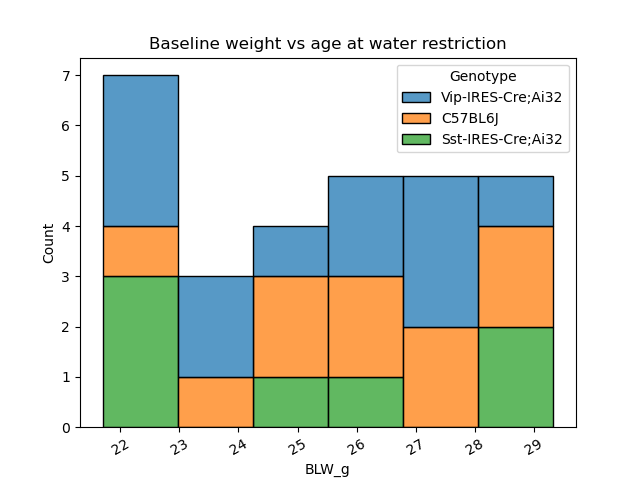 Baseline weight vs age at water restriction
Genotype
Vip-IRES-Cre;Ai32
C57BL6J
Sst-IRES-Cre;Ai32
Count
7
6
5
4
3
2
1
0
22 23 24 25 26 27 28 29
BLW_g